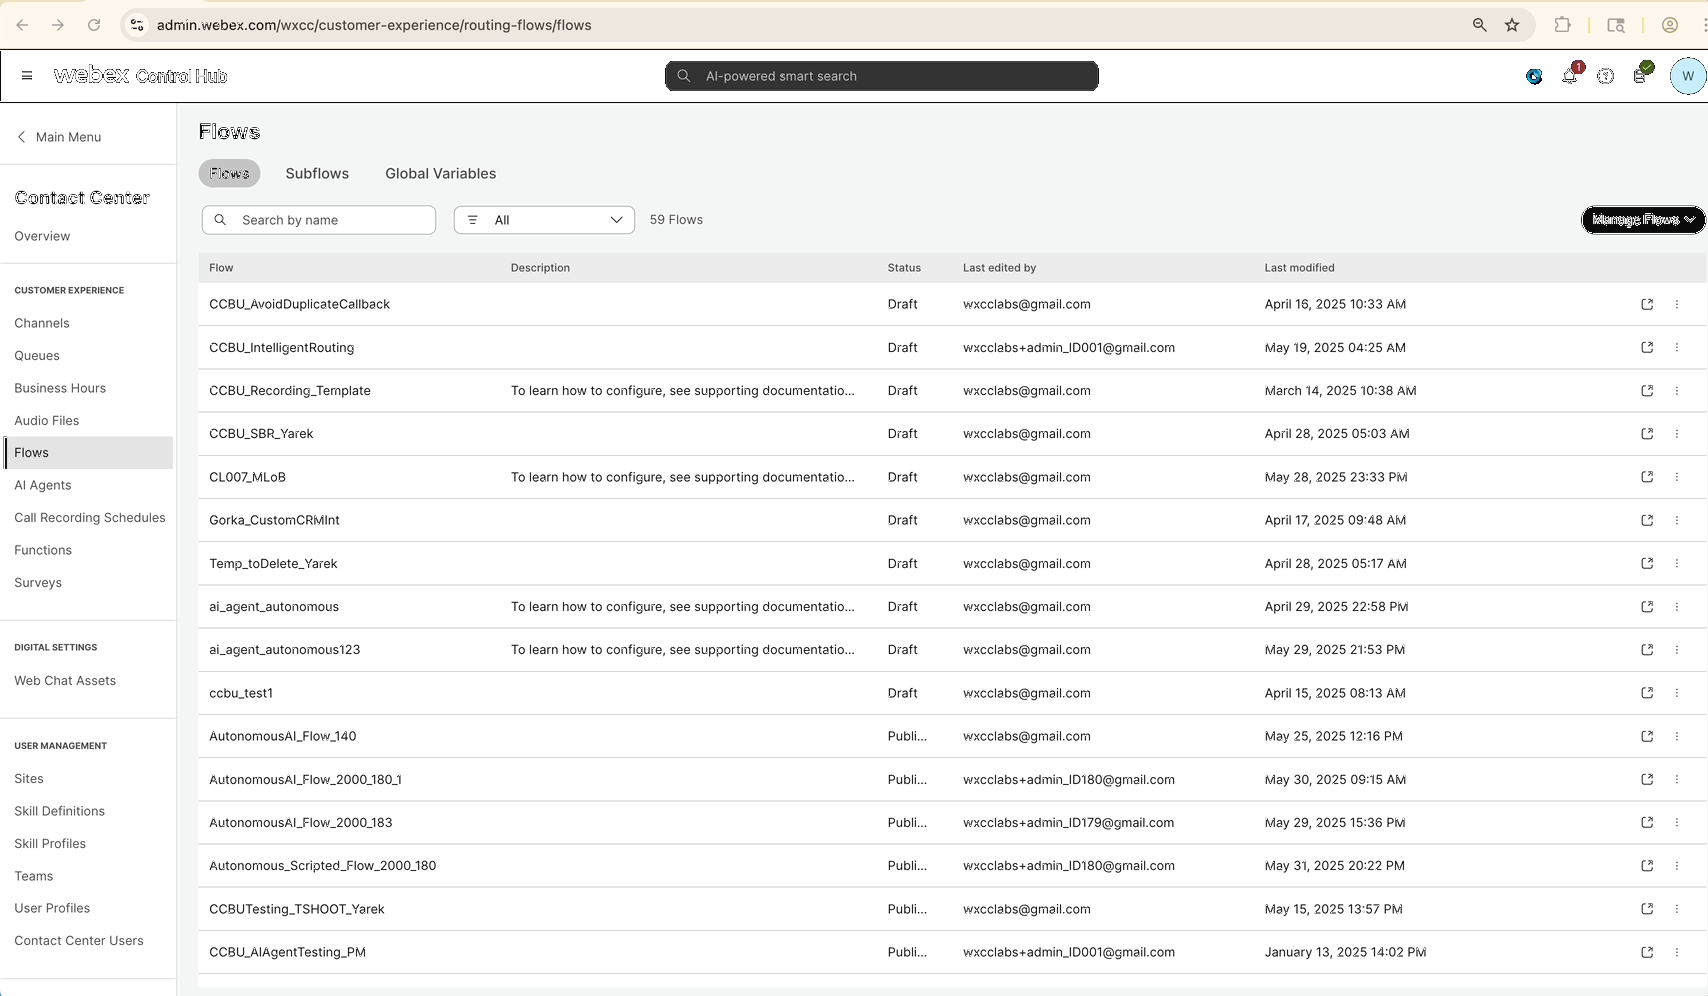 admin.webex.com/wxcc/customer-experience/routing-flows/flows
webex Control Hub
AI-powered smart search
1
W
Main Menu
Contact Center
Overview
CUSTOMER EXPERIENCE
Channels
Queues
Business Hours
Audio Files
Flows
AI Agents
Call Recording Schedules
Functions
Surveys
DIGITAL SETTINGS
Web Chat Assets
USER MANAGEMENT
Sites
Skill Definitions
Skill Profiles
Teams
User Profiles
Contact Center Users
Flows
Flows Subflows Global Variables
Search by name All 59 Flows Manage Flows
Flow Description Status Last edited by Last modified
CCBU_AvoidDuplicateCallback Draft wxcclabs@gmail.com April 16, 2025 10:33 AM
CCBU_IntelligentRouting Draft wxcclabs+admin_ID001@gmail.com May 19, 2025 04:25 AM
CCBU_Recording_Template To learn how to configure, see supporting documentatio... Draft wxcclabs@gmail.com March 14, 2025 10:38 AM
CCBU_SBR_Yarek Draft wxcclabs@gmail.com April 28, 2025 05:03 AM
CL007_MLoB To learn how to configure, see supporting documentatio... Draft wxcclabs@gmail.com May 28, 2025 23:33 PM
Gorka_CustomCRMInt Draft wxcclabs@gmail.com April 17, 2025 09:48 AM
Temp_toDelete_Yarek Draft wxcclabs@gmail.com April 28, 2025 05:17 AM
ai_agent_autonomous To learn how to configure, see supporting documentatio... Draft wxcclabs@gmail.com April 29, 2025 22:58 PM
ai_agent_autonomous123 To learn how to configure, see supporting documentatio... Draft wxcclabs@gmail.com May 29, 2025 21:53 PM
ccbu_test1 Draft wxcclabs@gmail.com April 15, 2025 08:13 AM
AutonomousAI_Flow_140 Publi... wxcclabs@gmail.com May 25, 2025 12:16 PM
AutonomousAI_Flow_2000_180_1 Publi... wxcclabs+admin_ID180@gmail.com May 30, 2025 09:15 AM
AutonomousAI_Flow_2000_183 Publi... wxcclabs+admin_ID179@gmail.com May 29, 2025 15:36 PM
Autonomous_Scripted_Flow_2000_180 Publi... wxcclabs+admin_ID180@gmail.com May 31, 2025 20:22 PM
CCBUTesting_TSHOOT_Yarek Publi... wxcclabs@gmail.com May 15, 2025 13:57 PM
CCBU_AIAgentTesting_PM Publi... wxcclabs+admin_ID001@gmail.com January 13, 2025 14:02 PM